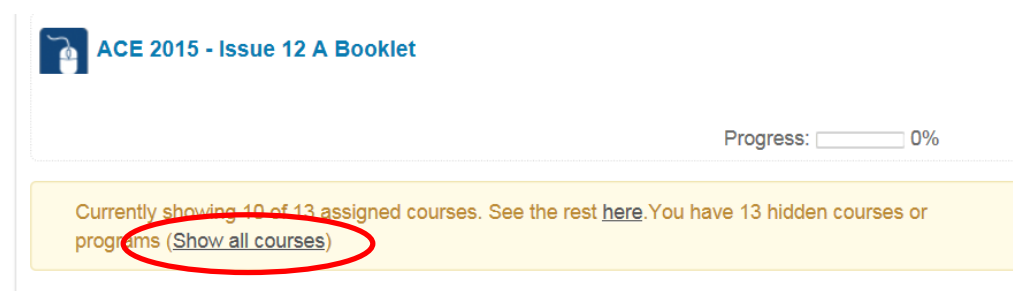 ACE 2015 - Issue 12 A Booklet
Progress: 0%
Currently showing 10 of 13 assigned courses. See the rest here.You have 13 hidden courses or
programs (Show all courses)